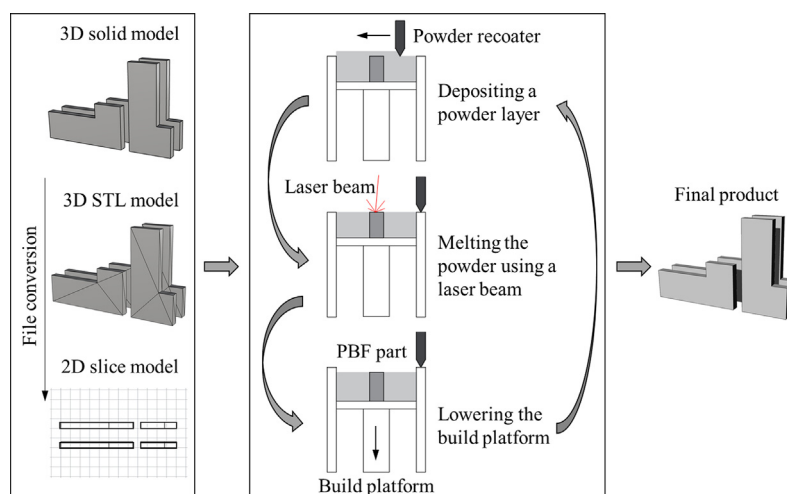 3D solid model
3D STL model
File conversion
2D slice model
Powder recoater
Depositing a
powder layer
Laser beam
Melting the
powder using a
laser beam
PBF part
Lowering the
build platform
Build platform
Final product